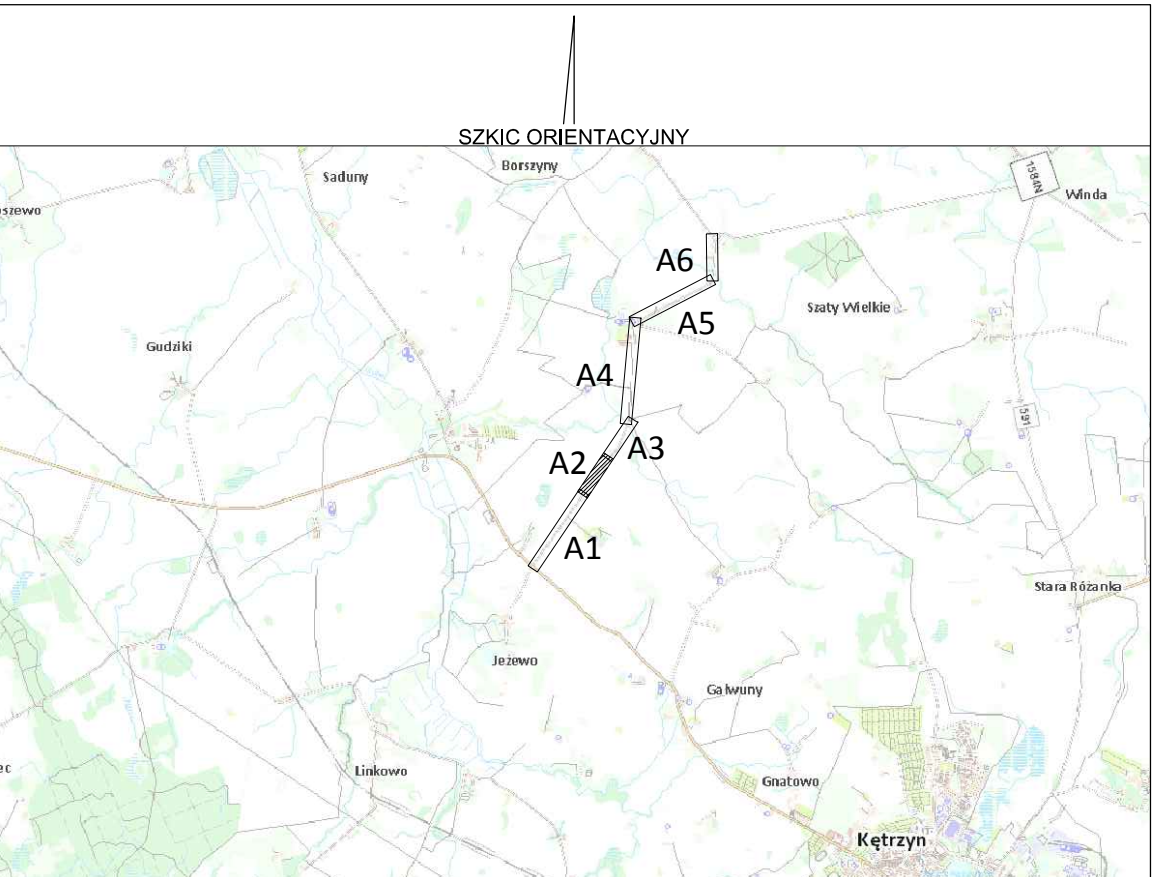 SZKIC ORIENTACYJNY
Borszyny
Saduny
1584N
Winda
szewo
A6
Szaty Wielkie
A5
Gudziki
A4
591
A3
A2
A1
Stara Różanka
Jeżewo
Galwuny
Linkowo
ec
Gnatowo
Kętrzyn